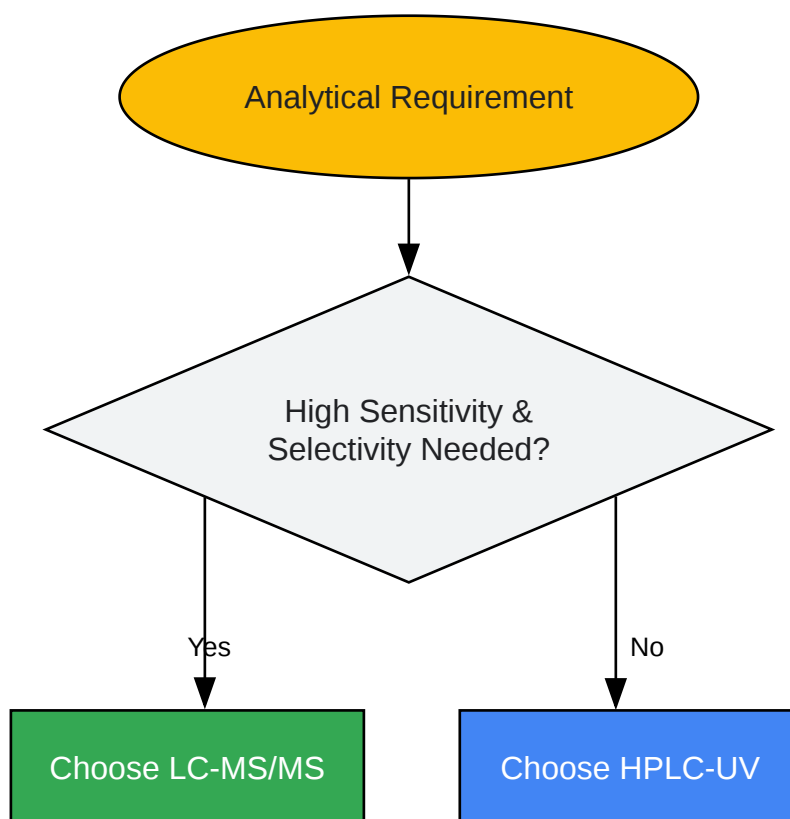 Analytical Requirement
High Sensitivity &
Selectivity Needed?
Yes
No
Choose LC-MS/MS
Choose HPLC-UV